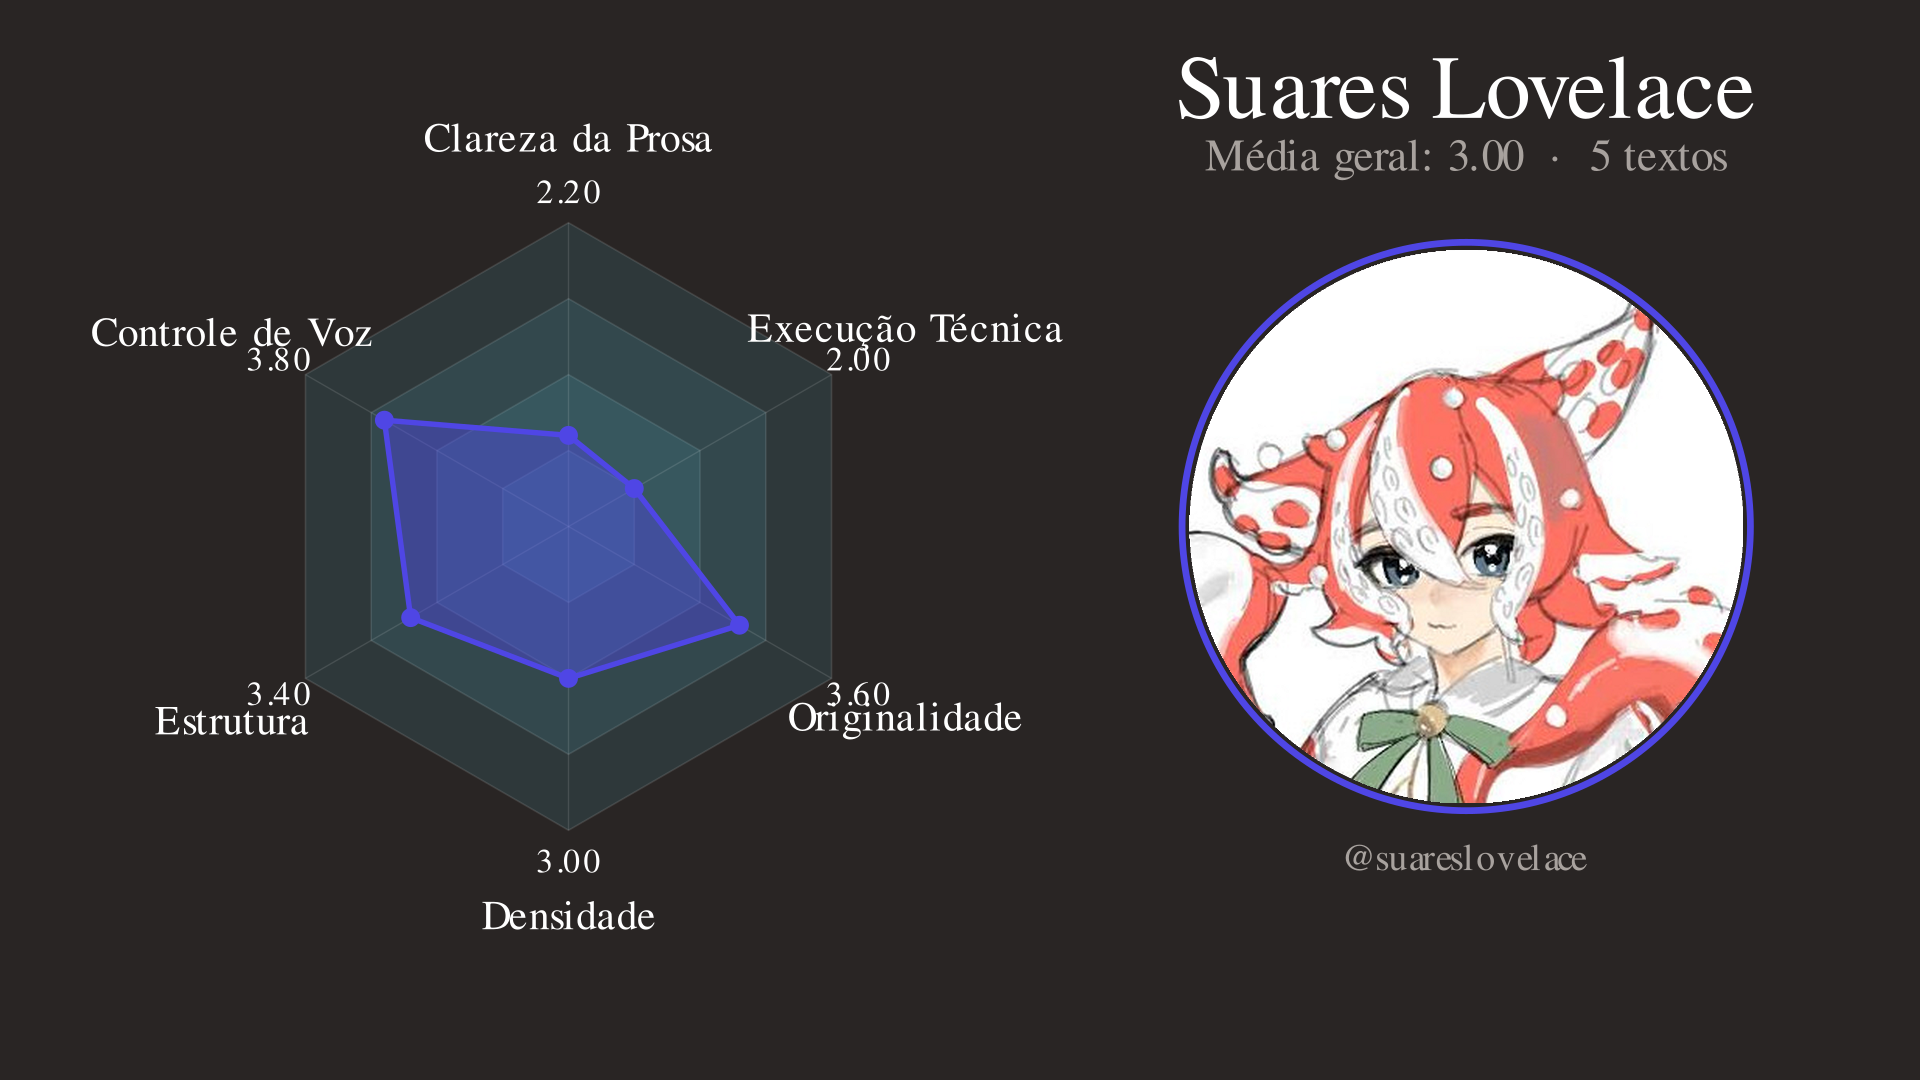 Suares Lovelace
Média geral: 3.00 · 5 textos
Clareza da Prosa
2.20
Controle de Voz
3.80
Execução Técnica
2.00
3.40
Estrutura
3.60
Originalidade
3.00
Densidade
@suareslovelace